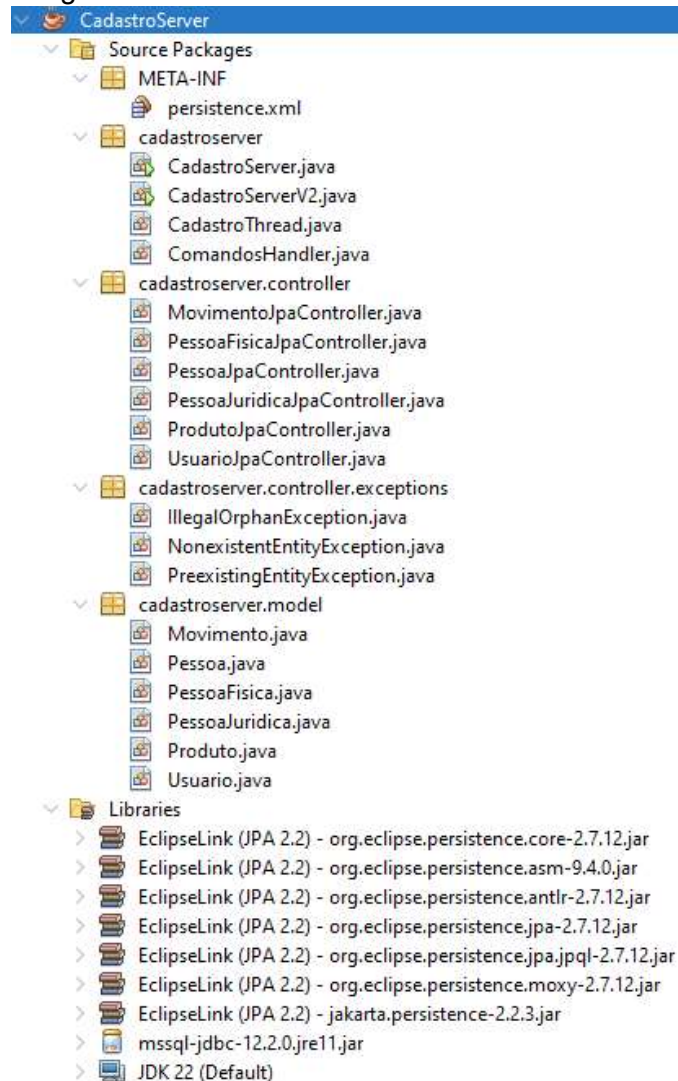 CadastroServer
Source Packages
META-INF
persistence.xml
cadastroserver
CadastroServer.java
CadastroServerV2.java
CadastroThread.java
ComandosHandler.java
cadastroserver.controller
MovimentoJpaController.java
PessoaFisicaJpaController.java
PessoaJpaController.java
PessoaJuridicaJpaController.java
ProdutoJpaController.java
UsuarioJpaController.java
cadastroserver.controller.exceptions
IllegalOrphanException.java
NonexistentEntityException.java
PreexistingEntityException.java
cadastroserver.model
Movimento.java
Pessoa.java
PessoaFisica.java
PessoaJuridica.java
Produto.java
Usuario.java
Libraries
EclipseLink (JPA 2.2) - org.eclipse.persistence.core-2.7.12.jar
EclipseLink (JPA 2.2) - org.eclipse.persistence.asm-9.4.0.jar
EclipseLink (JPA 2.2) - org.eclipse.persistence.antlr-2.7.12.jar
EclipseLink (JPA 2.2) - org.eclipse.persistence.jpa-2.7.12.jar
EclipseLink (JPA 2.2) - org.eclipse.persistence.jpa.jpql-2.7.12.jar
EclipseLink (JPA 2.2) - org.eclipse.persistence.moxy-2.7.12.jar
EclipseLink (JPA 2.2) - jakarta.persistence-2.2.3.jar
mssql-jdbc-12.2.0.jre11.jar
JDK 22 (Default)